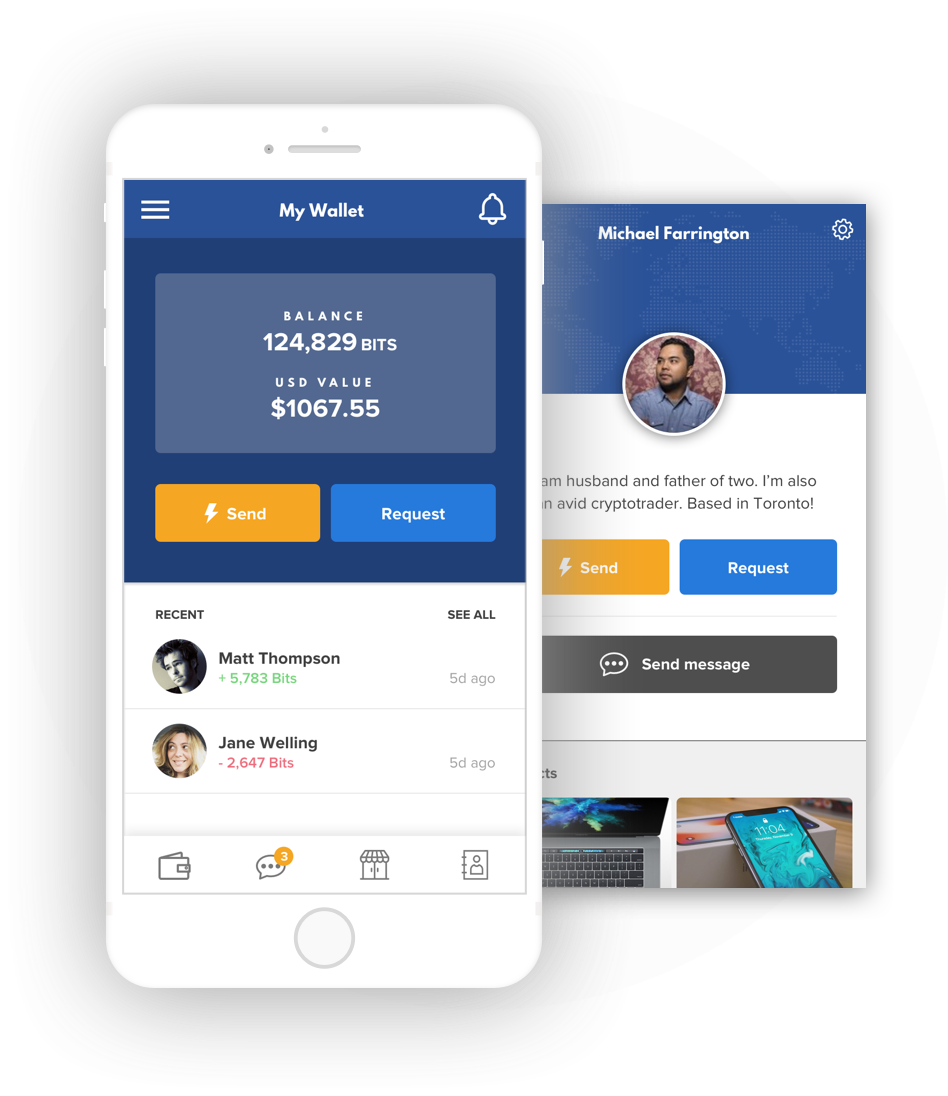 My Wallet
BALANCE
124,829 BITS
USD VALUE
$1067.55
Send
Request
RECENT
SEE ALL
Matt Thompson
+ 5,783 Bits
5d ago
Jane Welling
- 2,647 Bits
5d ago
3
Michael Farrington
am husband and father of two. I'm also
avid cryptotrader. Based in Toronto!
Send
Request
Send message
11:04